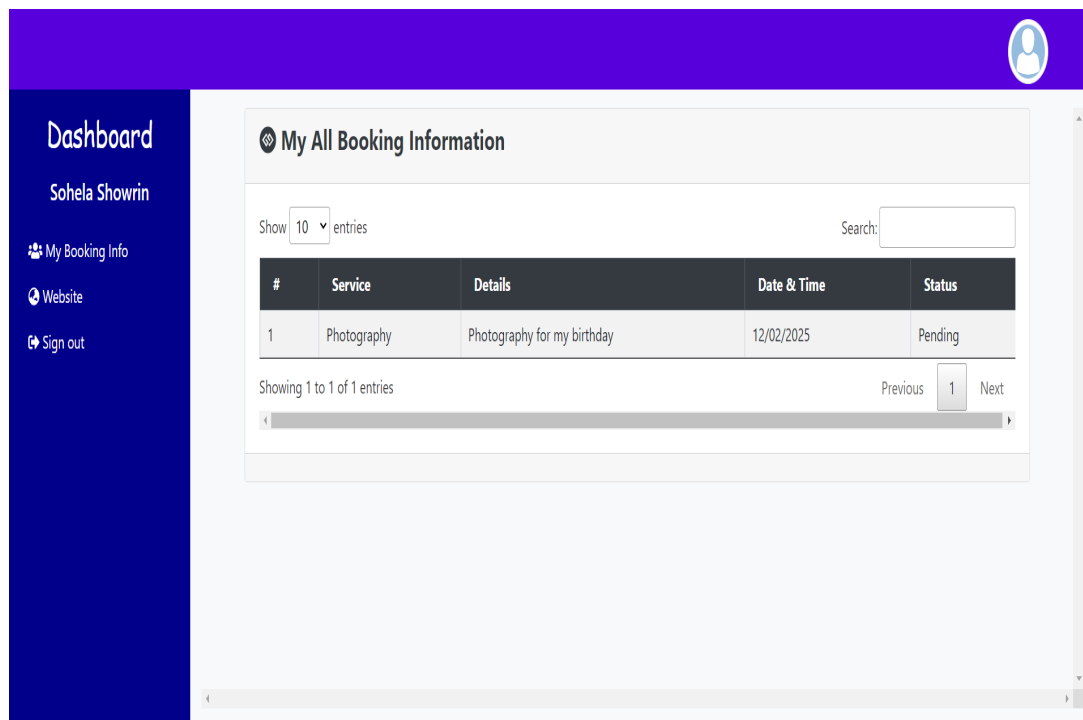 Dashboard
Sohela Showrin
My Booking Info
Website
Sign out
My All Booking Information
Show 10 entries
Search:
# Service Details Date & Time Status
1 Photography Photography for my birthday 12/02/2025 Pending
Showing 1 to 1 of 1 entries
Previous 1 Next